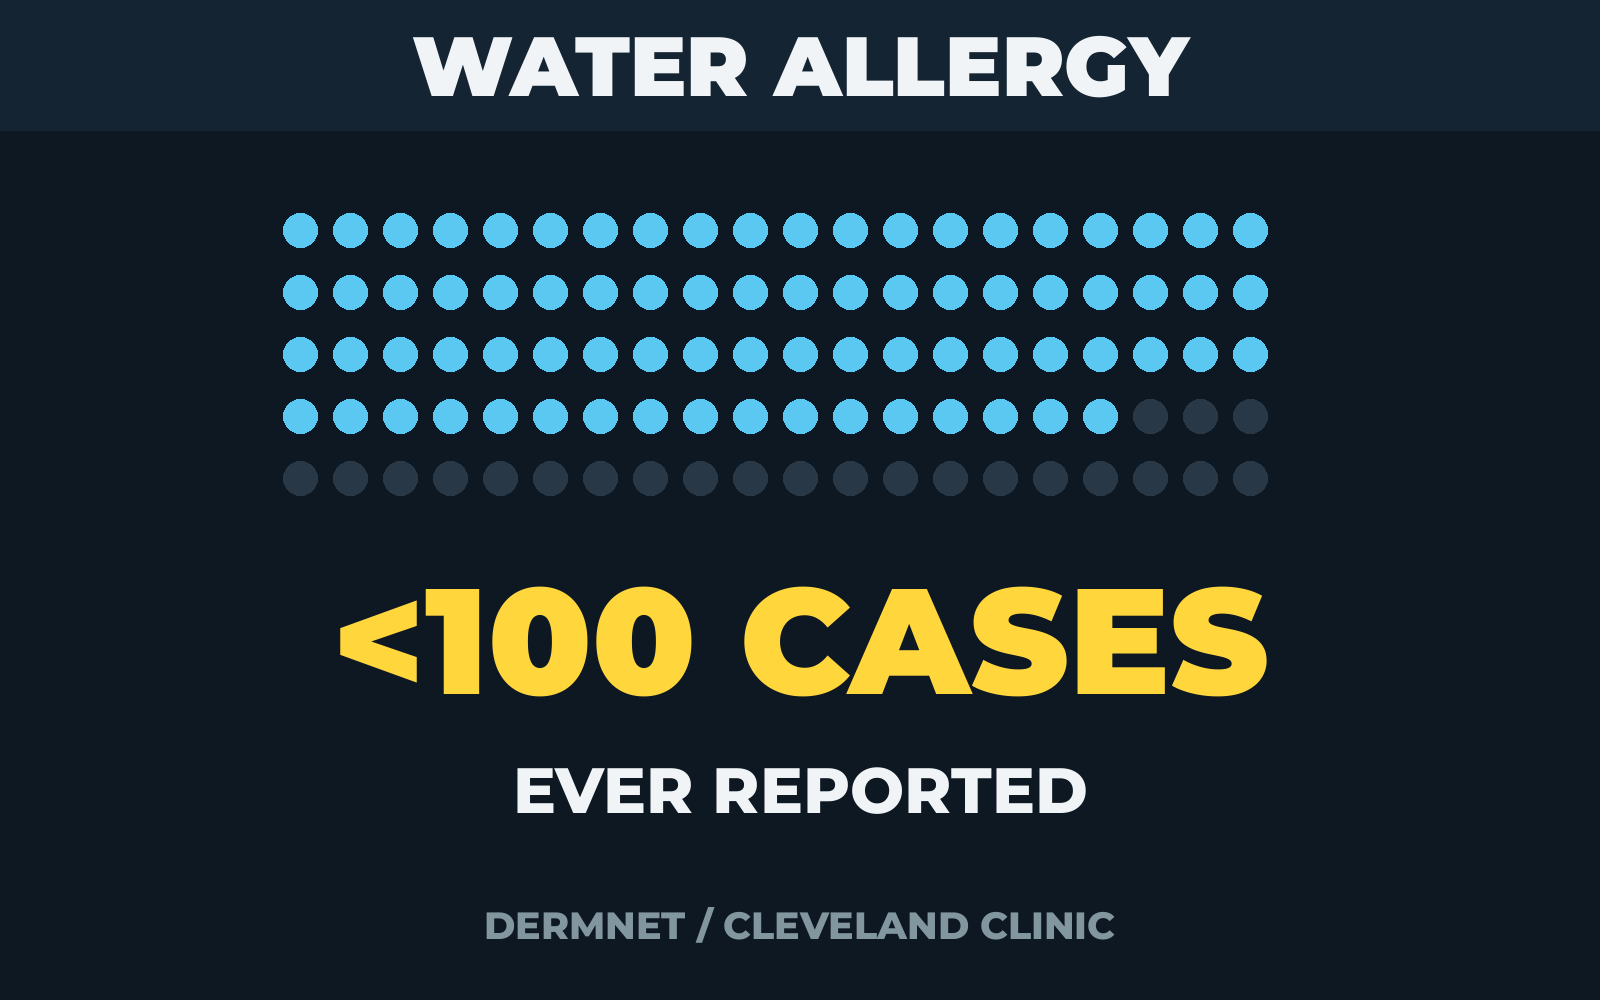 WATER ALLERGY
<100 CASES
EVER REPORTED
DERMNET / CLEVELAND CLINIC